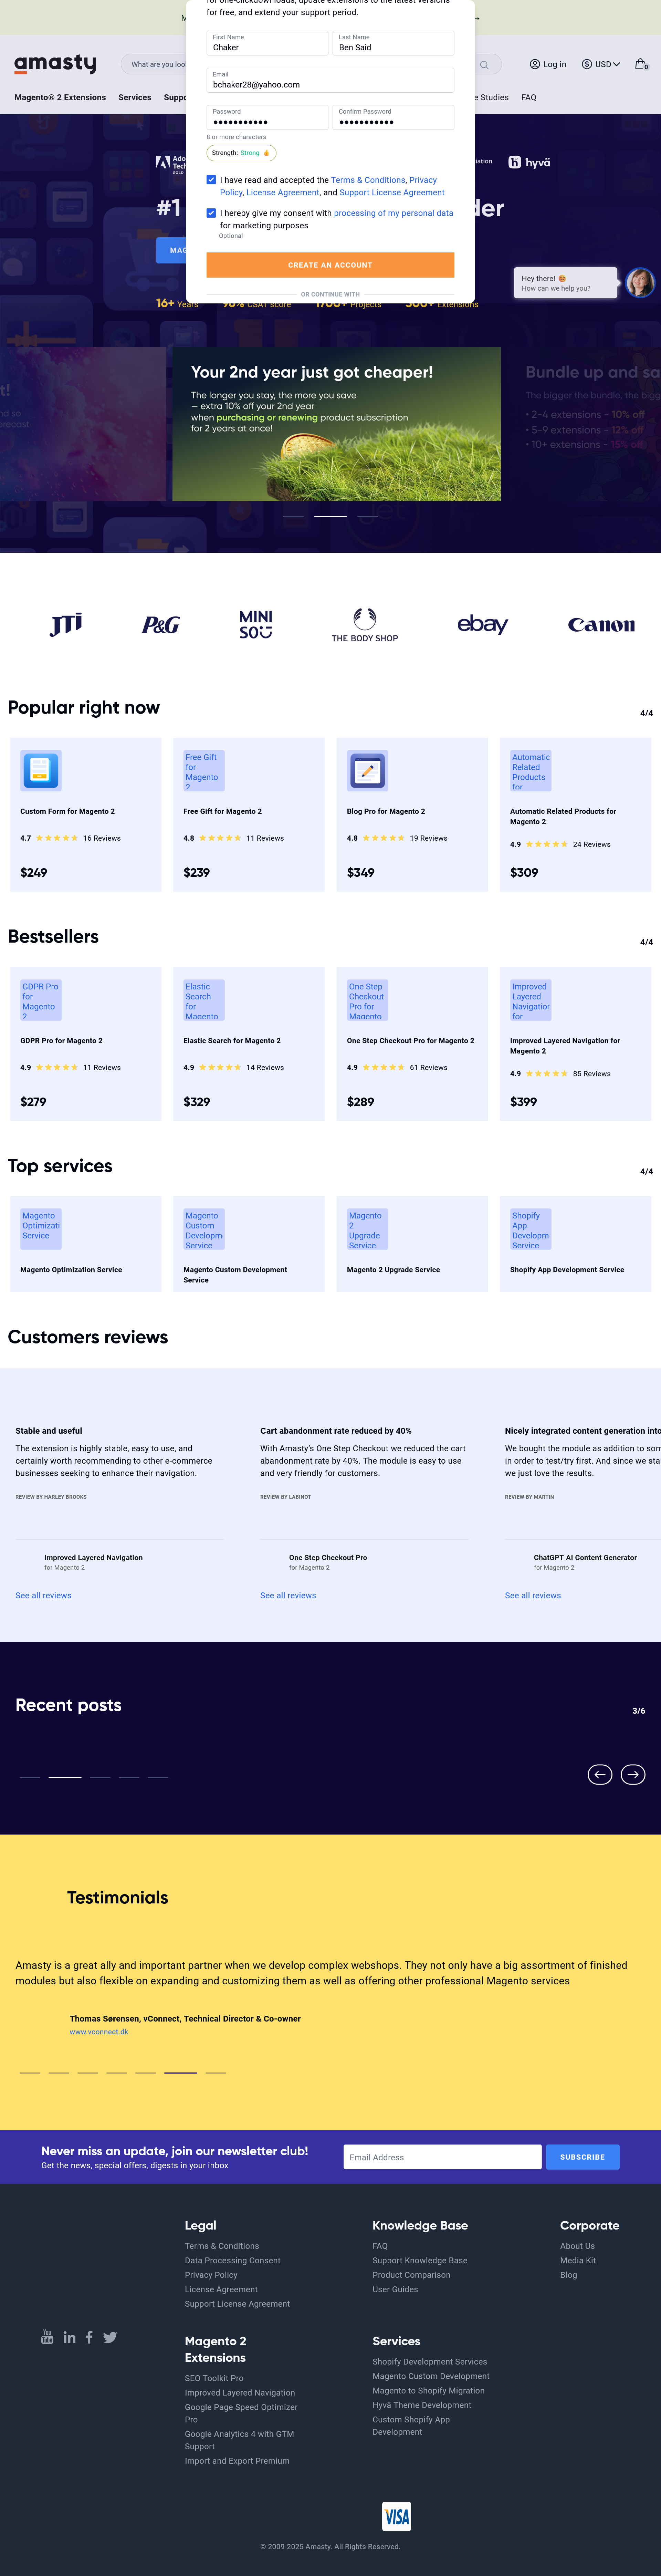 for one-clickdownloads, update extensions to the latest versions
for free, and extend your support period.
First Name
Chaker
Last Name
Ben Said
Email
bchaker28@yahoo.com
Password
●●●●●●●●●●●
Confirm Password
●●●●●●●●●●●
8 or more characters
Strength: Strong 👍
I have read and accepted the Terms & Conditions, Privacy
Policy, License Agreement, and Support License Agreement
I hereby give my consent with processing of my personal data
for marketing purposes
Optional
CREATE AN ACCOUNT
OR CONTINUE WITH
amasty
Log in
USD
0
Magento® 2 Extensions
Services
FAQ
hyvä
#1
16+ Years
Projects
Extensions
Hey there!
How can we help you?
Your 2nd year just got cheaper!
The longer you stay, the more you save
– extra 10% off your 2nd year
when purchasing or renewing product subscription
for 2 years at once!
• 2–4 extensions – 10% off
• 5–9 extensions – 12% off
• 10+ extensions – 15% off
JTi
P&G
MINI
SO
THE BODY SHOP
ebay
Canon
Popular right now
4/4
Custom Form for Magento 2
4.7 16 Reviews
$249
Free Gift
for
Magento
2
Free Gift for Magento 2
4.8 11 Reviews
$239
Blog Pro for Magento 2
4.8 19 Reviews
$349
Automatic
Related
Products
for
Automatic Related Products for
Magento 2
4.9 24 Reviews
$309
Bestsellers
4/4
GDPR Pro
for
Magento
2
GDPR Pro for Magento 2
4.9 11 Reviews
$279
Elastic
Search
for
Magento
Elastic Search for Magento 2
4.9 14 Reviews
$329
One Step
Checkout
Pro for
Magento
One Step Checkout Pro for Magento 2
4.9 61 Reviews
$289
Improved
Layered
Navigation
for
Improved Layered Navigation for
Magento 2
4.9 85 Reviews
$399
Top services
4/4
Magento
Optimizati
Service
Magento Optimization Service
Magento
Custom
Developm
Service
Magento Custom Development
Service
Magento
2
Upgrade
Service
Magento 2 Upgrade Service
Shopify
App
Developm
Service
Shopify App Development Service
Customers reviews
Stable and useful
The extension is highly stable, easy to use, and
certainly worth recommending to other e-commerce
businesses seeking to enhance their navigation.
REVIEW BY HARLEY BROOKS
Improved Layered Navigation
for Magento 2
See all reviews
Cart abandonment rate reduced by 40%
With Amasty's One Step Checkout we reduced the cart
abandonment rate by 40%. The module is easy to use
and very friendly for customers.
REVIEW BY LABINOT
One Step Checkout Pro
for Magento 2
See all reviews
Nicely integrated content generation into
We bought the module as addition to som
in order to test/try first. And since we sta
we just love the results.
REVIEW BY MARTIN
ChatGPT AI Content Generator
for Magento 2
See all reviews
Recent posts
3/6
Testimonials
Amasty is a great ally and important partner when we develop complex webshops. They not only have a big assortment of finished
modules but also flexible on expanding and customizing them as well as offering other professional Magento services
Thomas Sørensen, vConnect, Technical Director & Co-owner
www.vconnect.dk
Never miss an update, join our newsletter club!
Get the news, special offers, digests in your inbox
Email Address
SUBSCRIBE
Legal
Terms & Conditions
Data Processing Consent
Privacy Policy
License Agreement
Support License Agreement
Knowledge Base
FAQ
Support Knowledge Base
Product Comparison
User Guides
Corporate
About Us
Media Kit
Blog
You
Tube
Magento 2
Extensions
SEO Toolkit Pro
Improved Layered Navigation
Google Page Speed Optimizer
Pro
Google Analytics 4 with GTM
Support
Import and Export Premium
Services
Shopify Development Services
Magento Custom Development
Magento to Shopify Migration
Hyvä Theme Development
Custom Shopify App
Development
VISA
© 2009-2025 Amasty. All Rights Reserved.